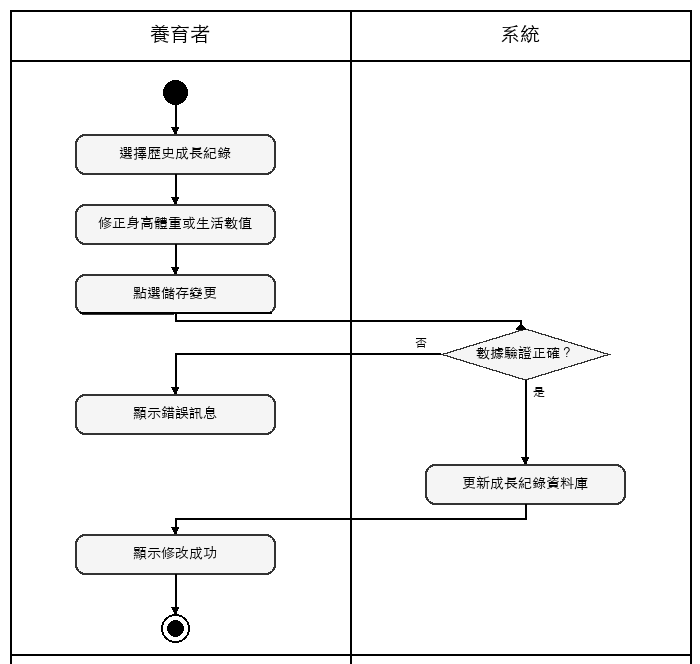 養育者
系統
選擇歷史成長紀錄
修正身高體重或生活數值
點選儲存變更
數據驗證正確？
否
是
顯示錯誤訊息
更新成長紀錄資料庫
顯示修改成功